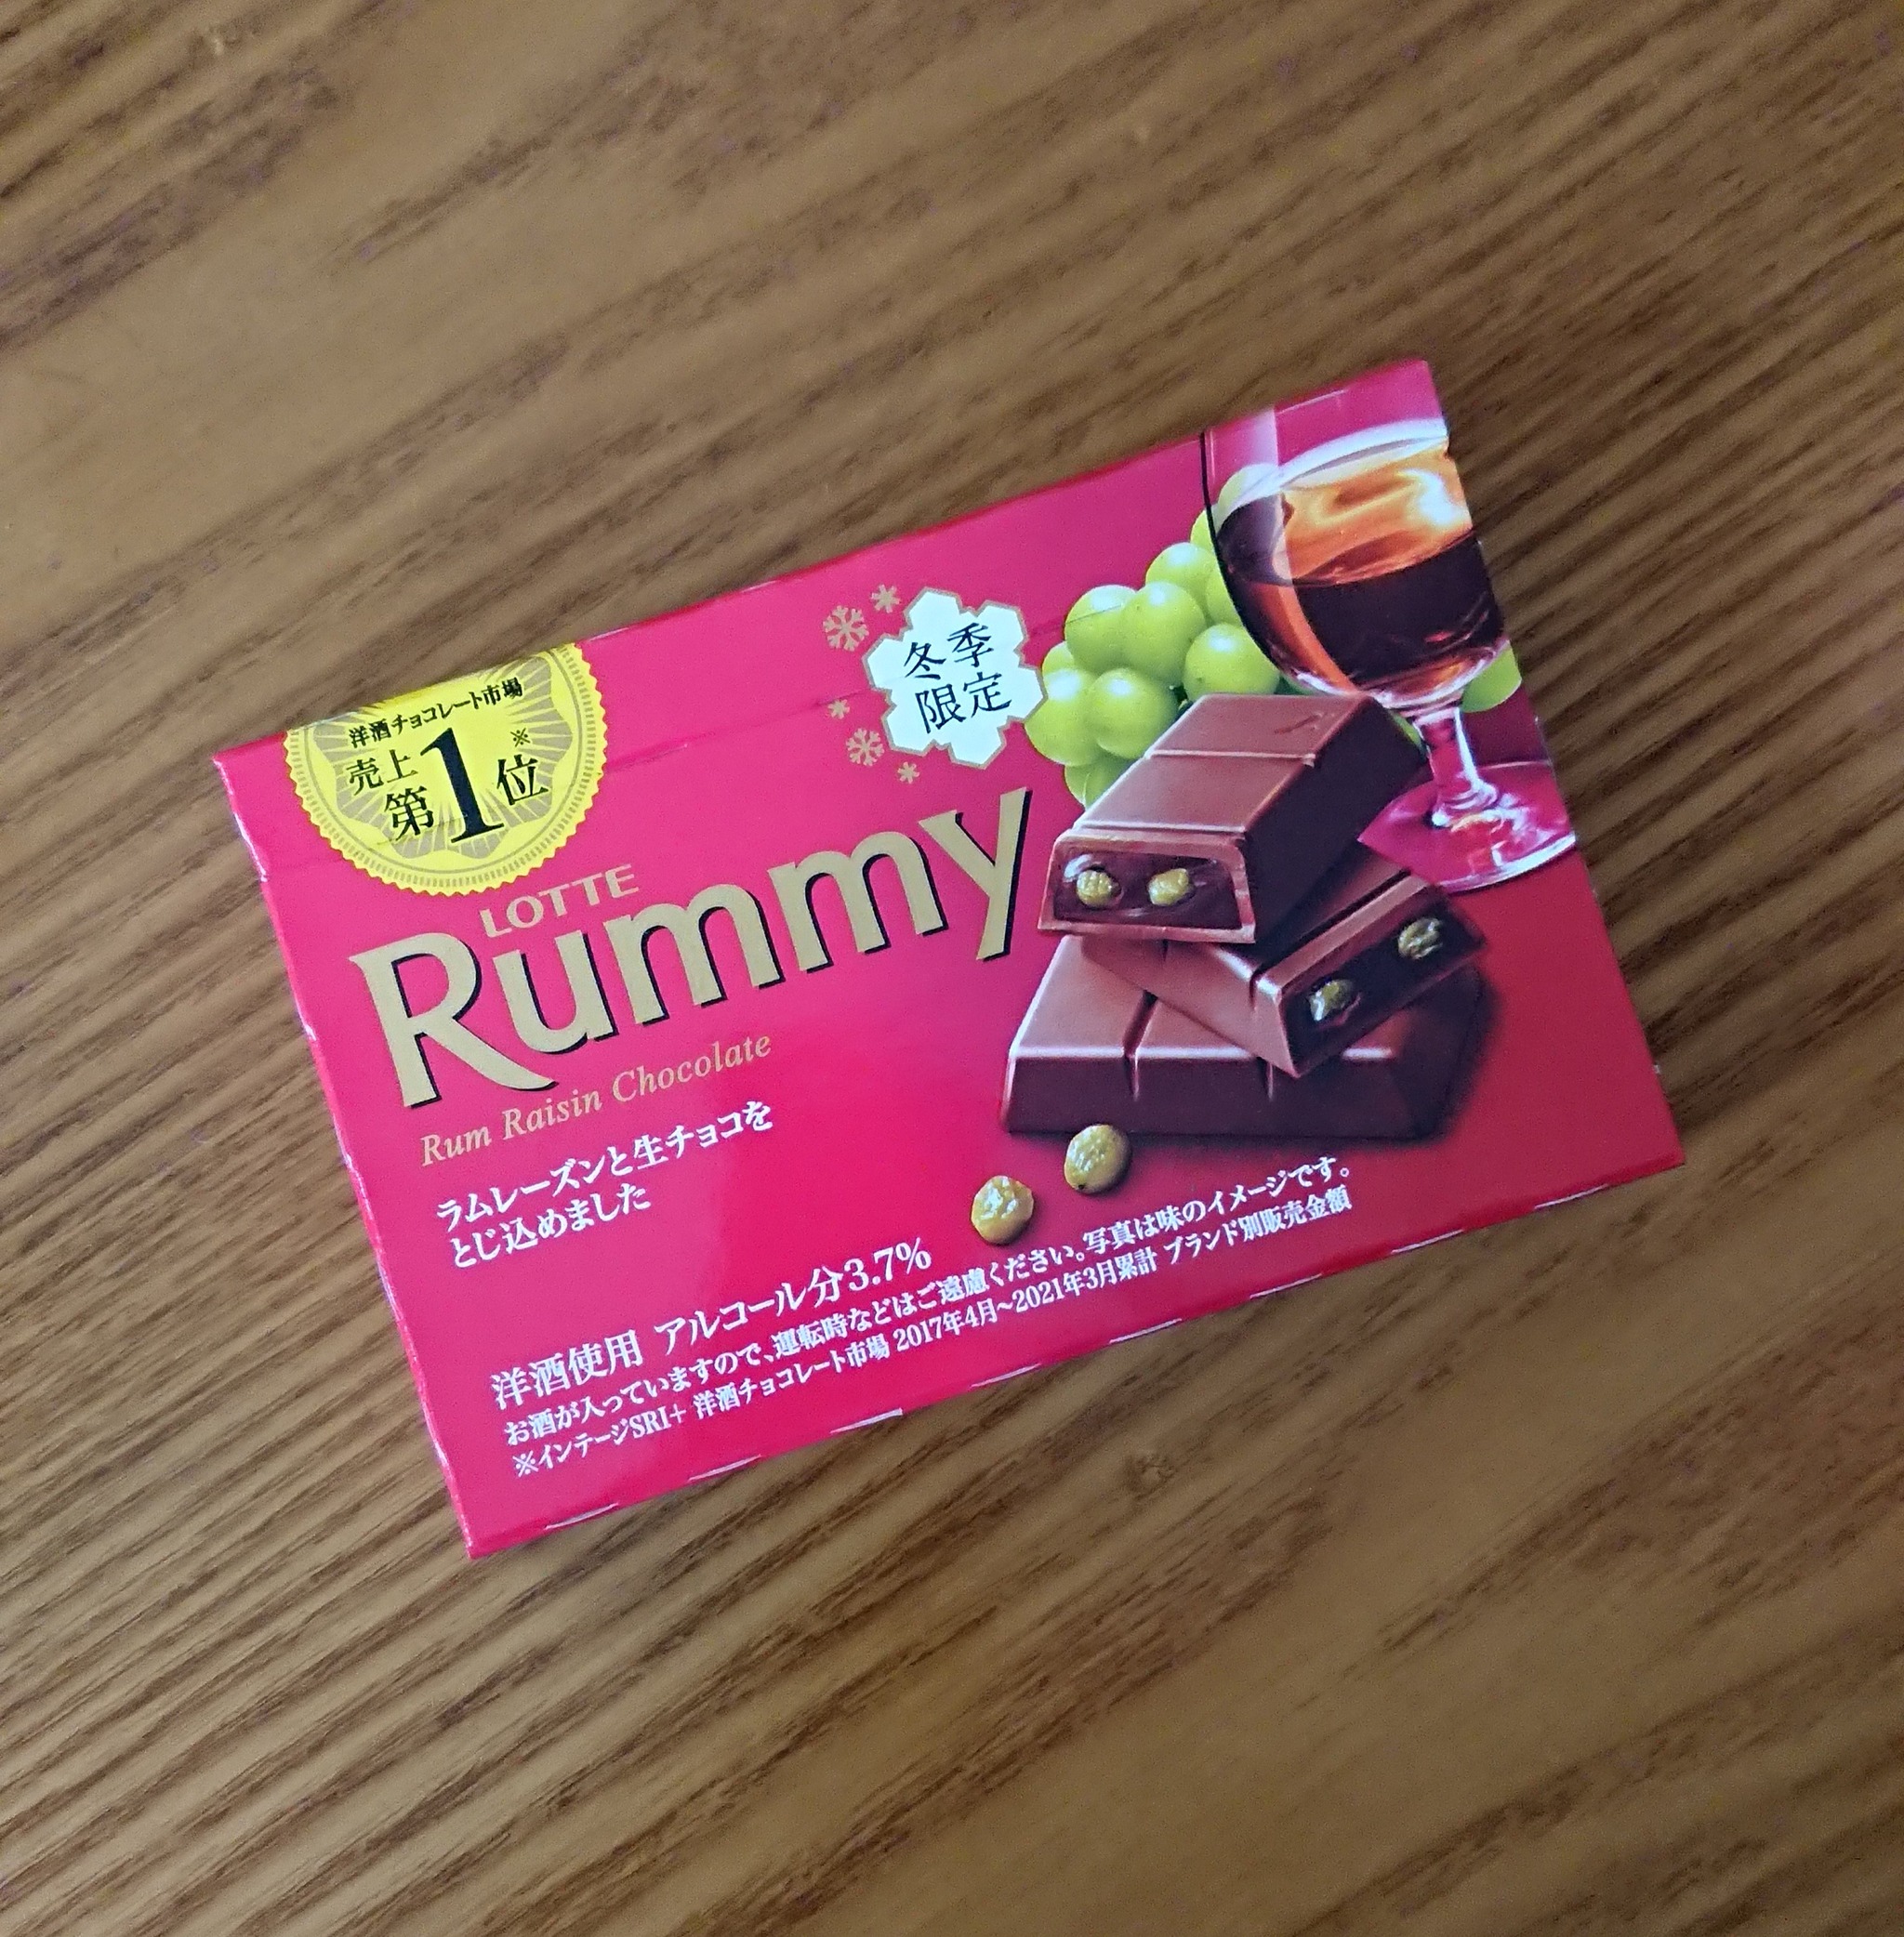 洋酒チョコレート市場
売上※
第1位
冬季
限定
LOTTE
Rummy
Rum Raisin Chocolate
ラムレーズンと生チョコを
とじ込めました
洋酒使用 アルコール分3.7%
お酒が入っていますので、運転時などはご遠慮ください。写真は味のイメージです。
※インテージSRI+ 洋酒チョコレート市場 2017年4月~2021年3月累計 ブランド別販売金額